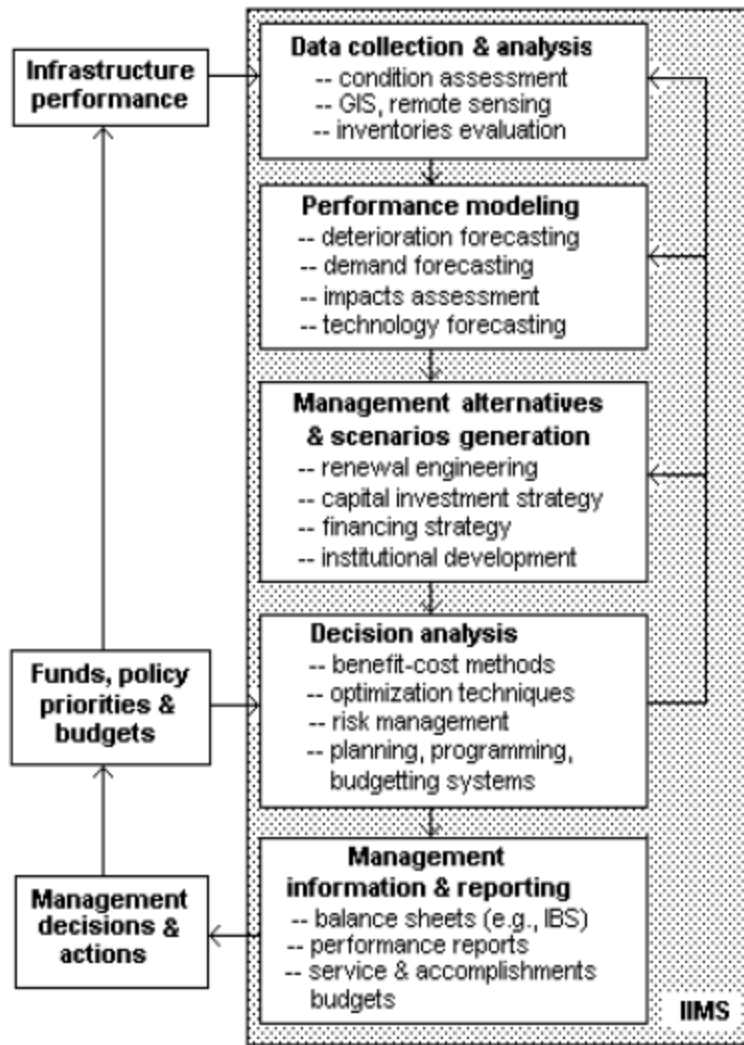 Infrastructure
performance
Data collection & analysis
-- condition assessment
-- GIS, remote sensing
-- inventories evaluation
Performance modeling
-- deterioration forecasting
-- demand forecasting
-- impacts assessment
-- technology forecasting
Management alternatives
& scenarios generation
-- renewal engineering
-- capital investment strategy
-- financing strategy
-- institutional development
Funds, policy
priorities &
budgets
Decision analysis
-- benefit-cost methods
-- optimization techniques
-- risk management
-- planning, programming,
budgetting systems
Management
decisions &
actions
Management
information & reporting
-- balance sheets (e.g., IBS)
-- performance reports
-- service & accomplishments
budgets
IIMS